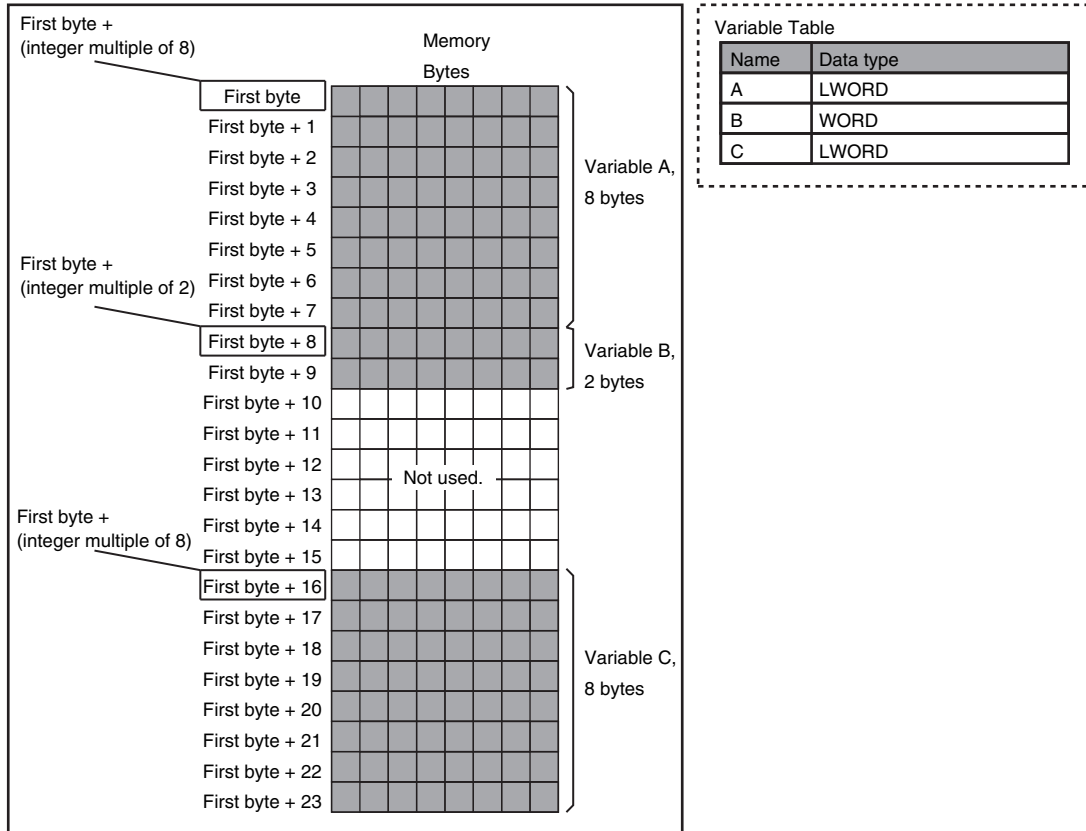 First byte +
(integer multiple of 8)
Memory
Bytes
First byte
First byte + 1
First byte + 2
First byte + 3
First byte + 4
First byte + 5
First byte + 6
First byte + 7
First byte + 8
First byte + 9
First byte + 10
First byte + 11
First byte + 12
First byte + 13
First byte + 14
First byte + 15
First byte + 16
First byte + 17
First byte + 18
First byte + 19
First byte + 20
First byte + 21
First byte + 22
First byte + 23
First byte +
(integer multiple of 2)
First byte +
(integer multiple of 8)
Not used.
Variable A,
8 bytes
Variable B,
2 bytes
Variable C,
8 bytes
Variable Table
Name Data type
A LWORD
B WORD
C LWORD